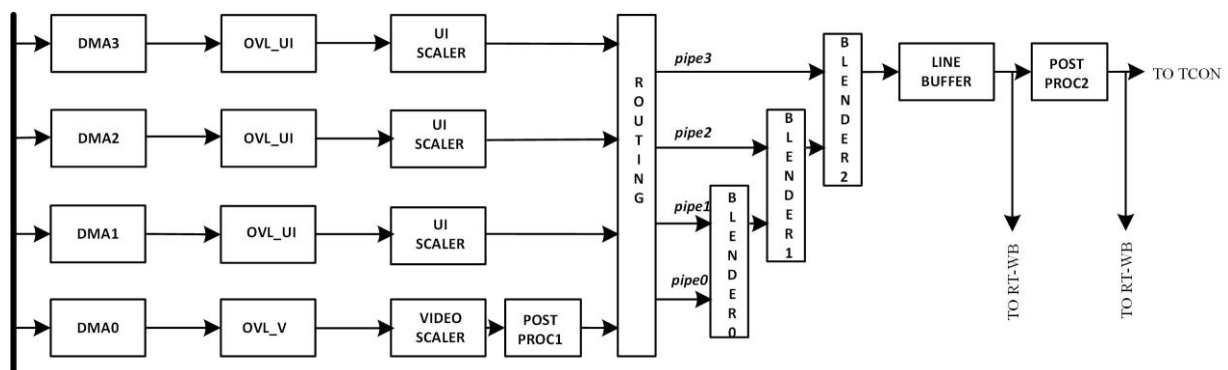 DMA3
OVL_UI
UI
SCALER
DMA2
OVL_UI
UI
SCALER
DMA1
OVL_UI
UI
SCALER
DMA0
OVL_V
VIDEO
SCALER
POST
PROC1
ROUTING
pipe3
pipe2
pipe1
pipe0
BLENDER0
BLENDER1
BLENDER2
LINE
BUFFER
POST
PROC2
TO TCON
TO RT-WB
TO RT-WB